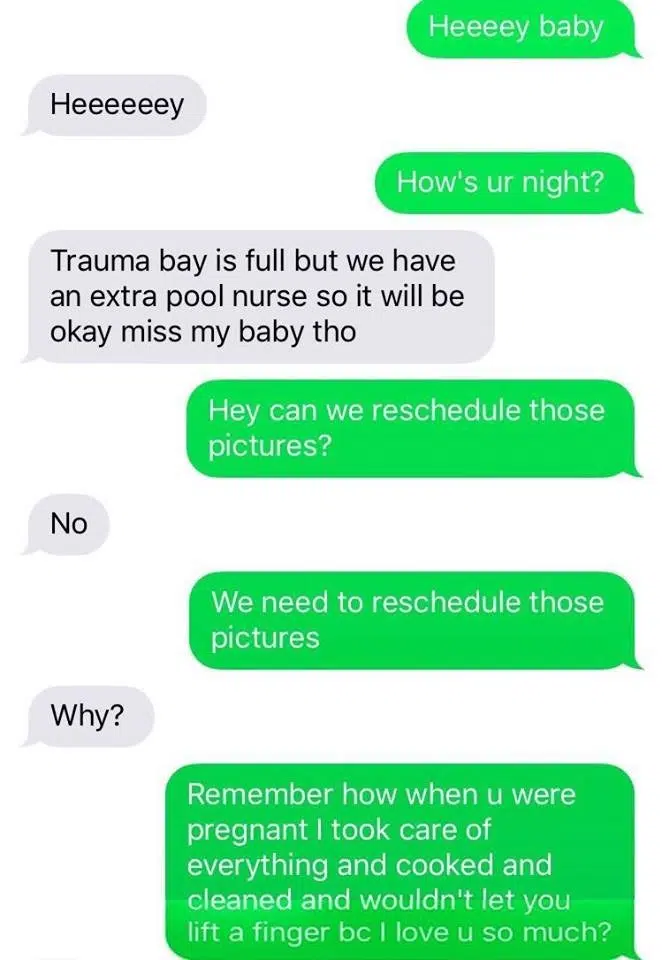 Heeeey baby
Heeeeeey
How's ur night?
Trauma bay is full but we have
an extra pool nurse so it will be
okay miss my baby tho
Hey can we reschedule those
pictures?
No
We need to reschedule those
pictures
Why?
Remember how when u were
pregnant I took care of
everything and cooked and
cleaned and wouldn't let you
lift a finger bc I love u so much?